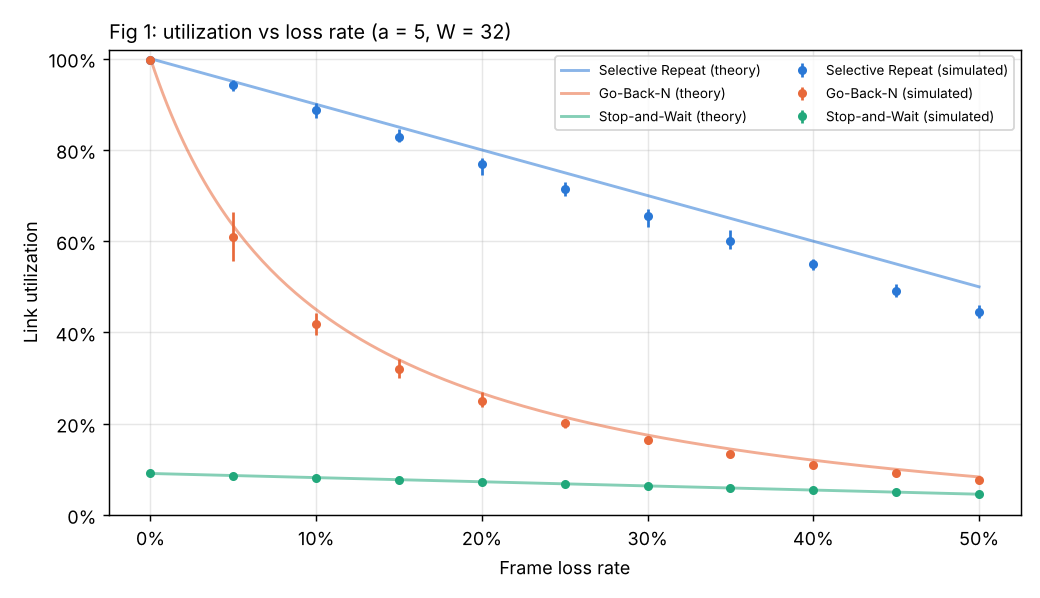 Fig 1: utilization vs loss rate (a = 5, W = 32)
Selective Repeat (theory)
Go-Back-N (theory)
Stop-and-Wait (theory)
Selective Repeat (simulated)
Go-Back-N (simulated)
Stop-and-Wait (simulated)
Link utilization
100%
80%
60%
40%
20%
0%
0%
10%
20%
30%
40%
50%
Frame loss rate